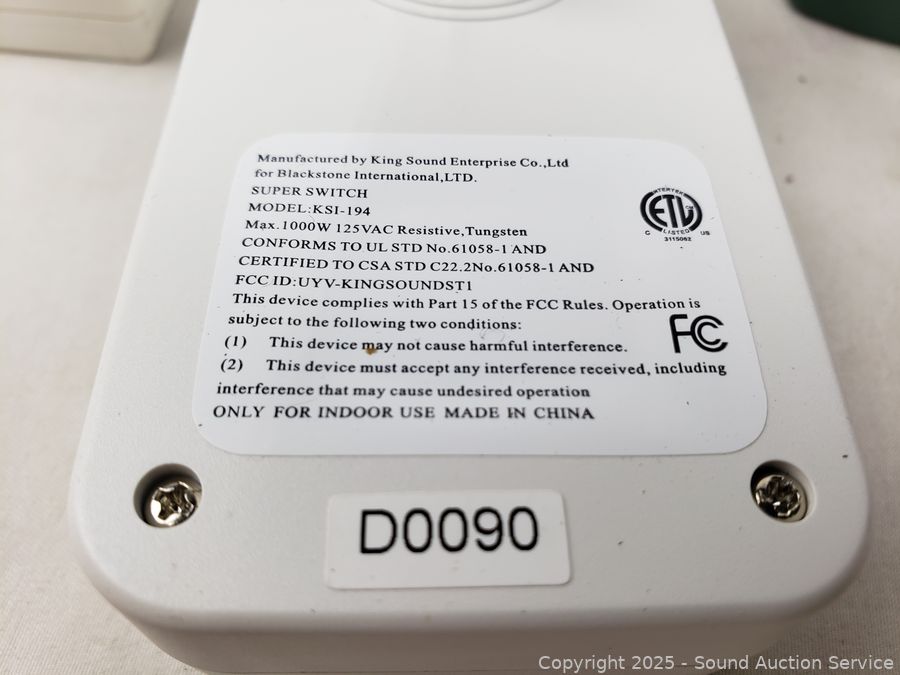 Manufactured by King Sound Enterprise Co.,Ltd
for Blackstone International,LTD.
SUPER SWITCH
MODEL:KSI-194
Max.1000W 125VAC Resistive,Tungsten
CONFORMS TO UL STD No.61058-1 AND
CERTIFIED TO CSA STD C22.2No.61058-1 AND
FCC ID:UYV-KINGSOUNDST1
This device complies with Part 15 of the FCC Rules. Operation is
subject to the following two conditions:
(1) This device may not cause harmful interference.
(2) This device must accept any interference received, including
interference that may cause undesired operation
ONLY FOR INDOOR USE MADE IN CHINA
INTERTEK
ETL CM
LISTED
C US
3115062
FC
D0090
Copyright 2025 - Sound Auction Service